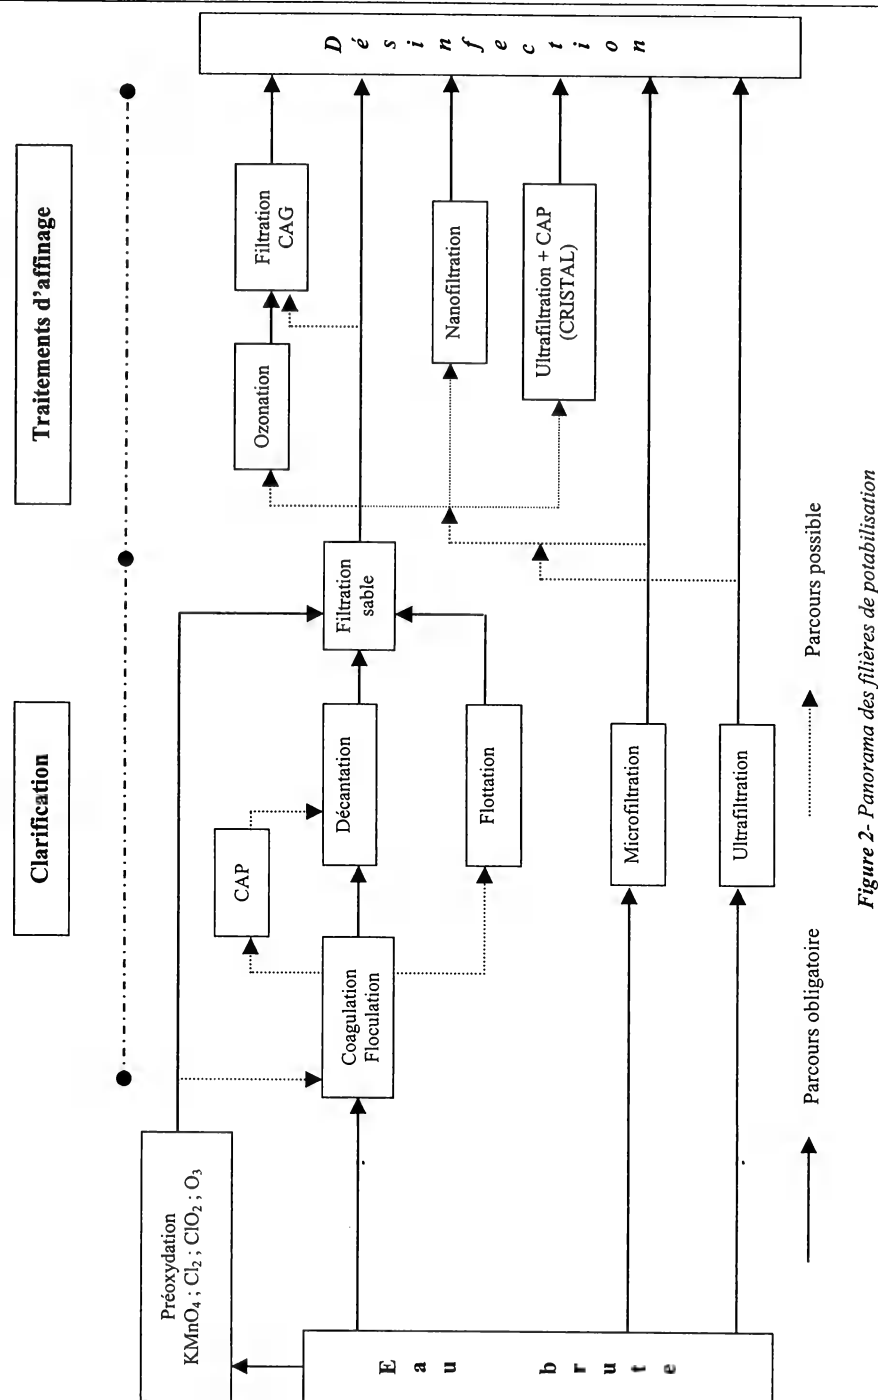 Clarification
Traitements d'affinage
Préoxydation
KMnO₄ ; Cl₂ ; ClO₂ ; O₃
Eau brute
Coagulation
Floculation
CAP
Décantation
Flottation
Filtration
sable
Microfiltration
Ultrafiltration
Ozonation
Filtration
CAG
Nanofiltration
Ultrafiltration + CAP
(CRISTAL)
Désinfection
Parcours obligatoire
Parcours possible
Figure 2- Panorama des filières de potabilisation